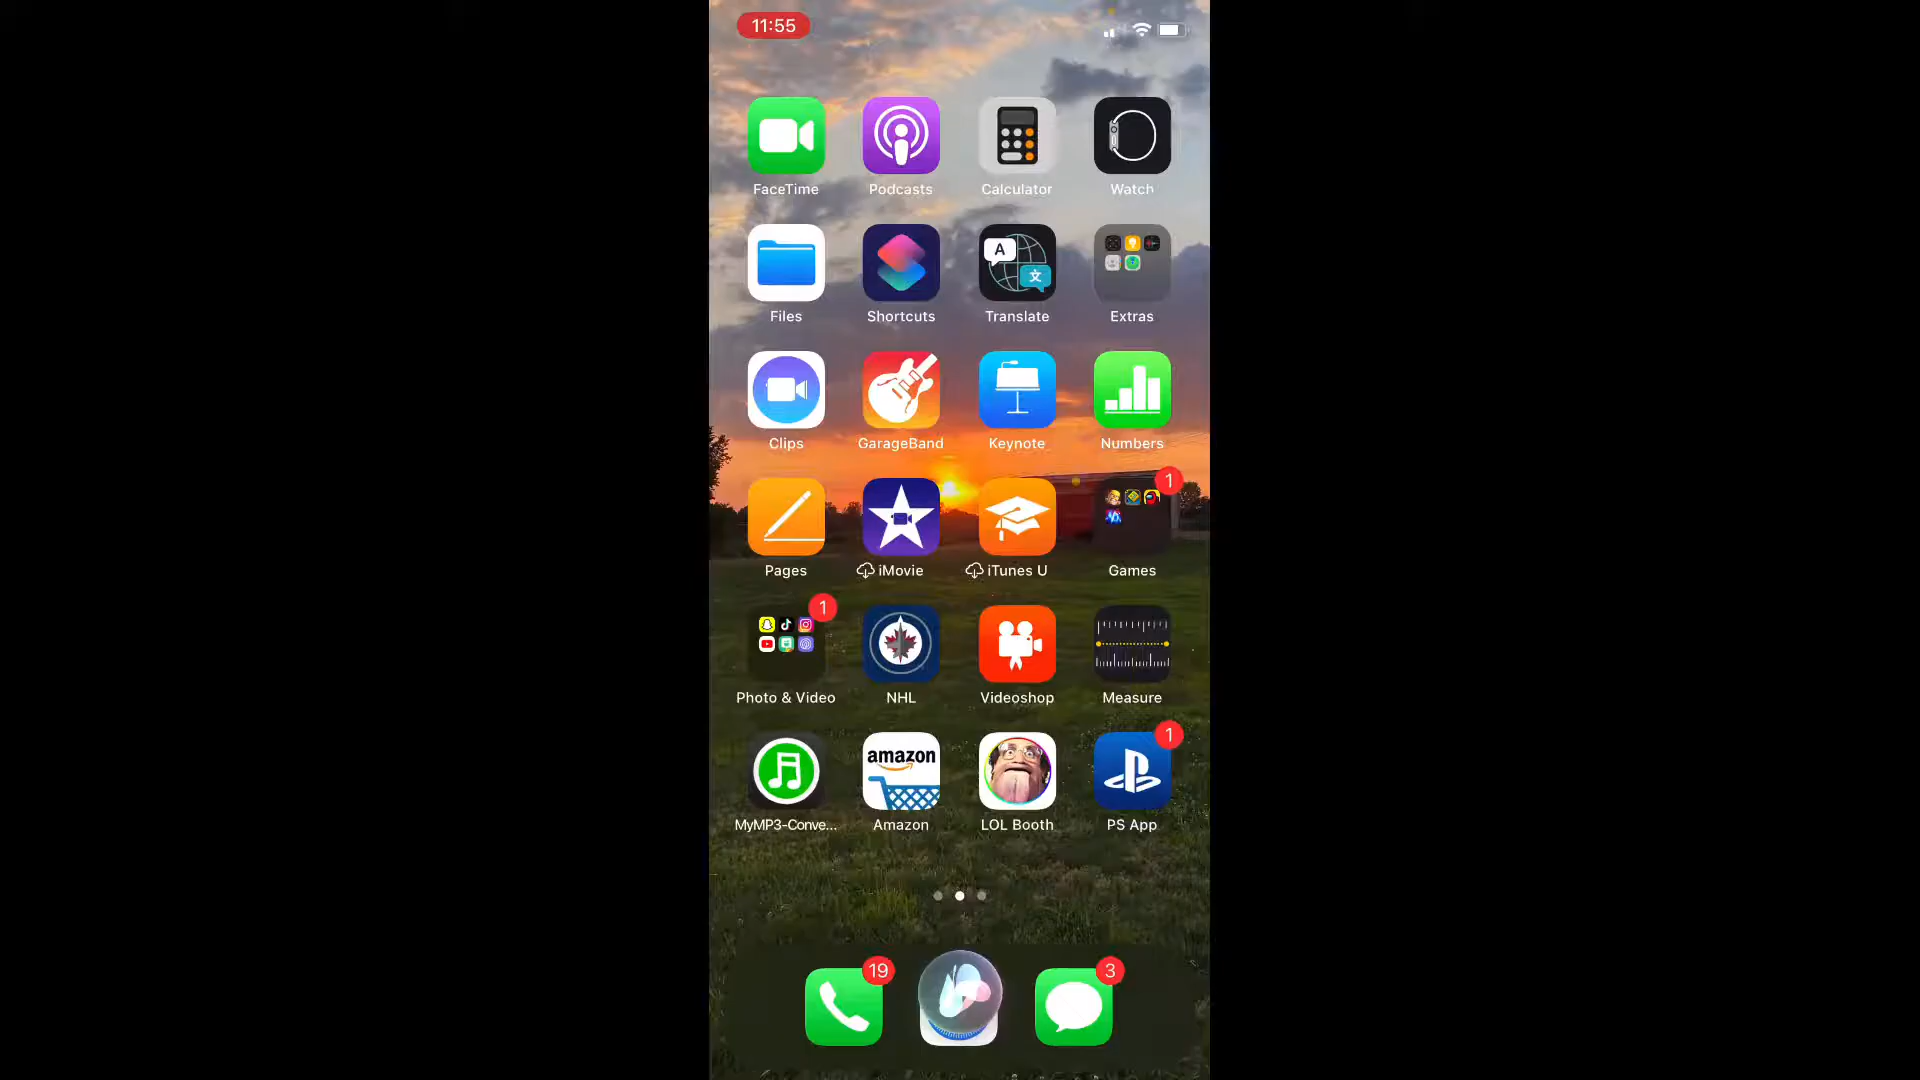 11:55
FaceTime Podcasts Calculator Watch
A 文
Files Shortcuts Translate Extras
Clips GarageBand Keynote Numbers
1
Pages iMovie iTunes U Games
1
Photo & Video NHL Videoshop Measure
1
amazon
MyMP3-Conve... Amazon LOL Booth PS App
19 3